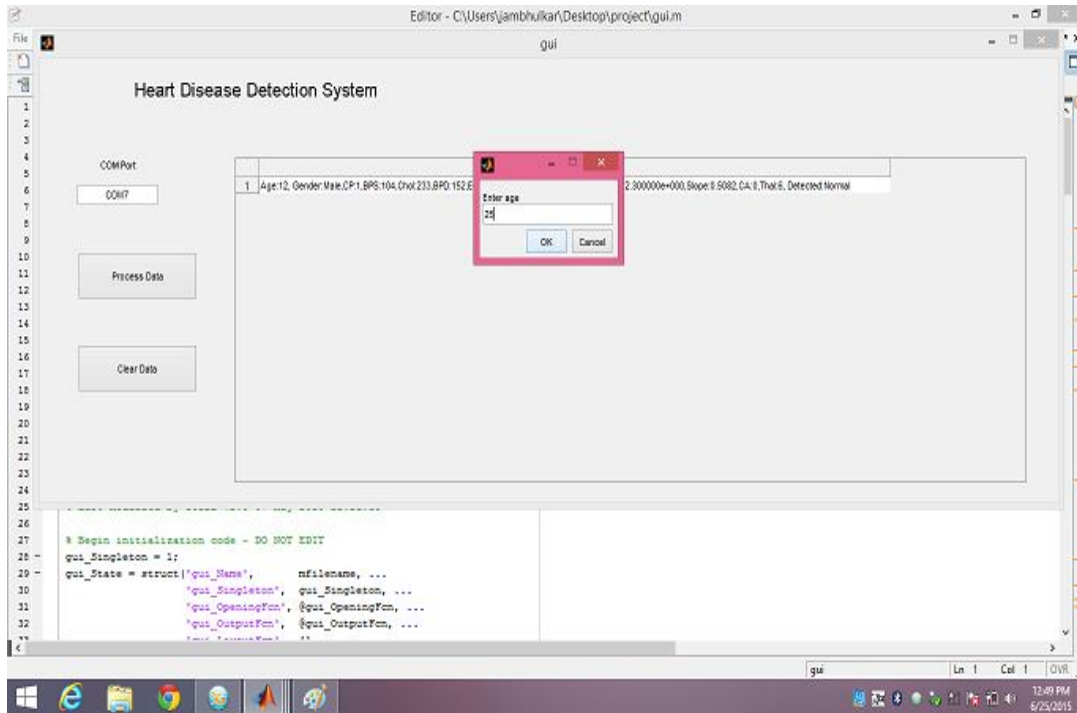 Editor - C:\Users\jambhulkar\Desktop\project\gui.m
File
gui
Heart Disease Detection System
COM Port
COM7
Process Data
Clear Data
1 Age:12, Gender:Male,CP:1,BPS:104,Chol:233,BPD:152,E
2.300000e+000,Slope:0.5082,CA:0,Thal:6, Detected:Normal
Enter age
25
OK Cancel
1
2
3
4
5
6
7
8
9
10
11
12
13
14
15
16
17
18
19
20
21
22
23
24
25
26
27 % Begin initialization code - DO NOT EDIT
28 - gui_Singleton = 1;
29 - gui_State = struct('gui_Name', mfilename, ...
30 'gui_Singleton', gui_Singleton, ...
31 'gui_OpeningFcn', @gui_OpeningFcn, ...
32 'gui_OutputFcn', @gui_OutputFcn, ...
gui Ln 1 Col 1 OVR
12:49 PM
6/25/2015